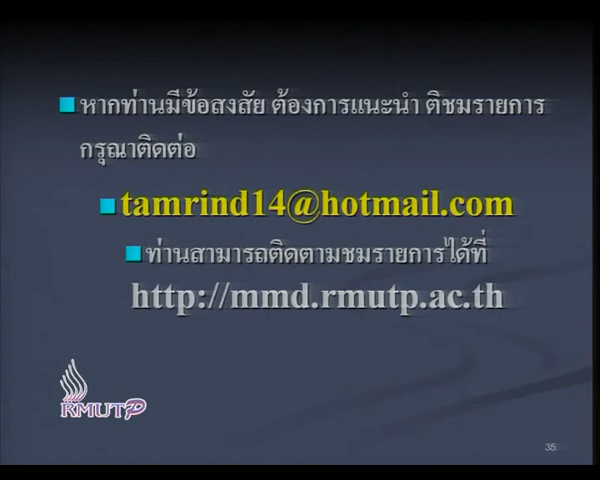 หากท่านมีข้อสงสัย ต้องการแนะนำ ติชมรายการ
กรุณาติดต่อ
tamrind14@hotmail.com
ท่านสามารถติดตามชมรายการได้ที่
http://mmd.rmutp.ac.th
RMUTP
35